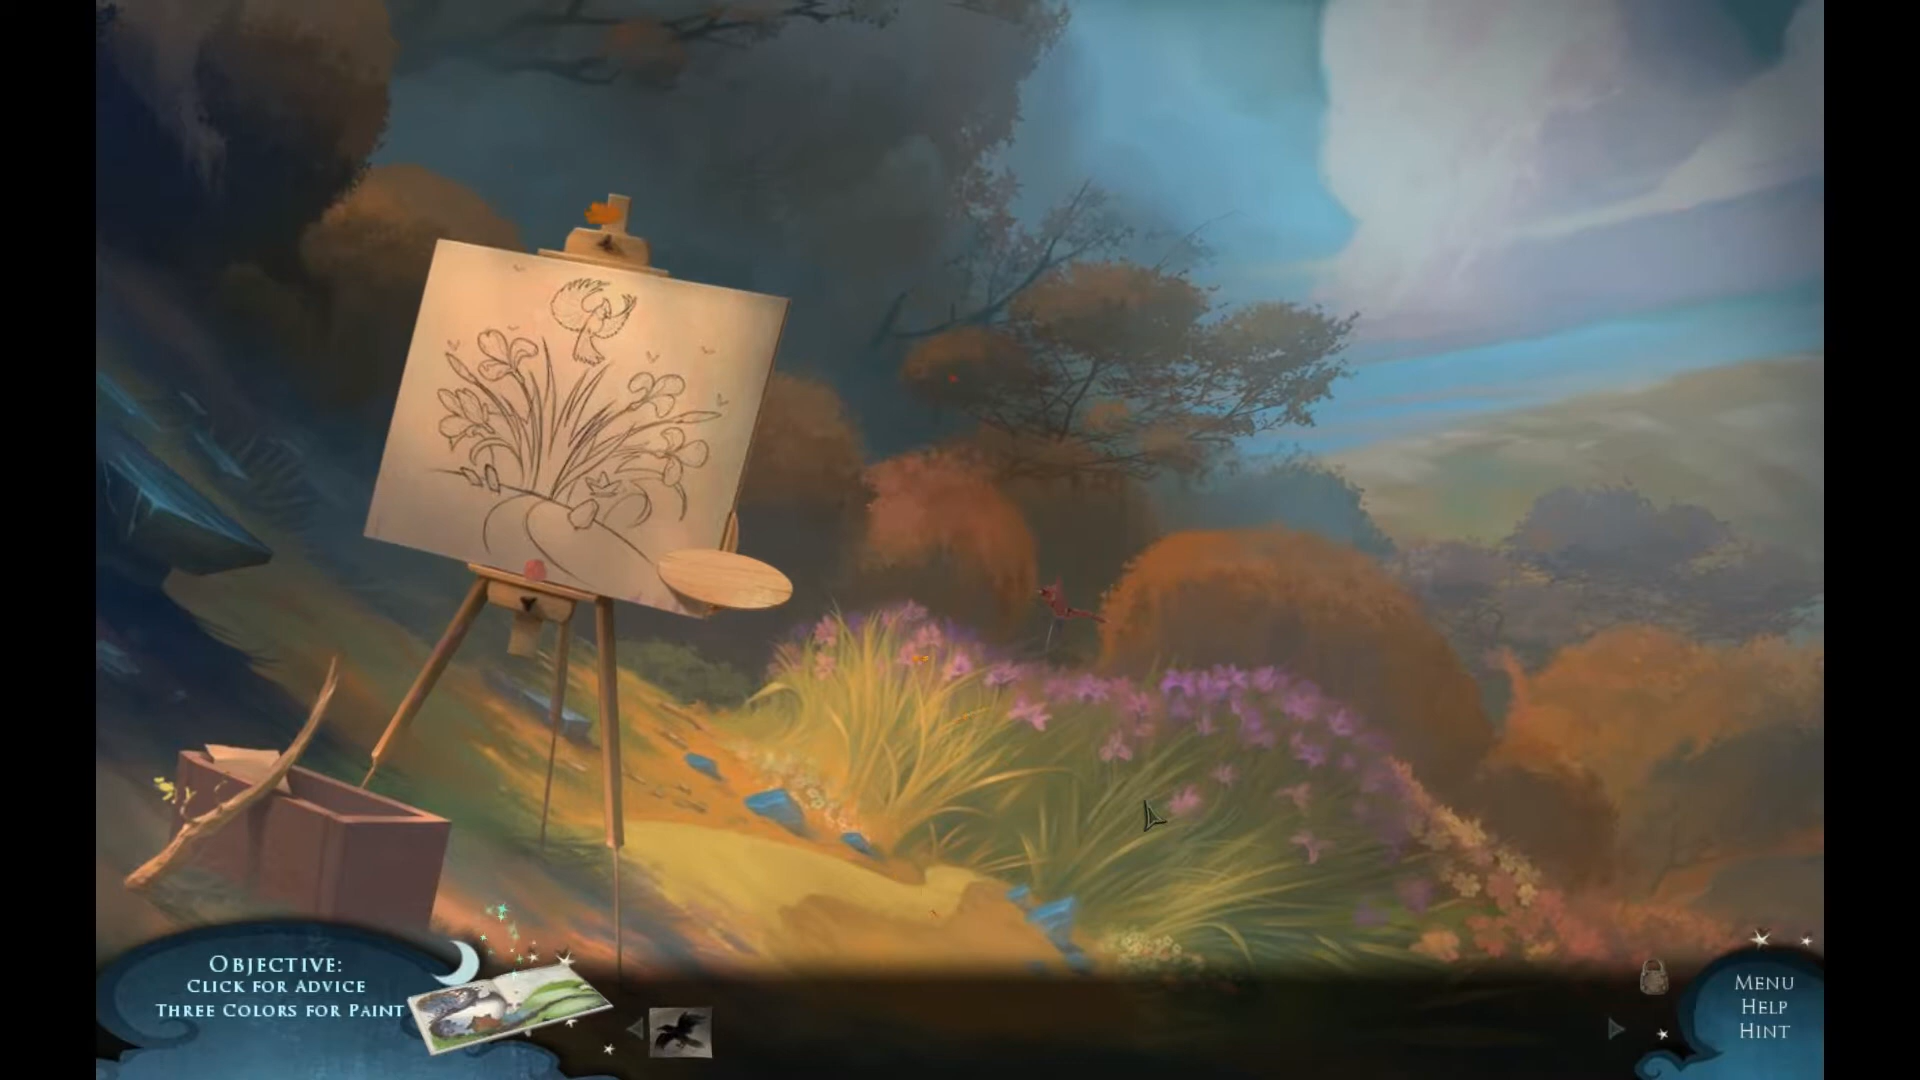 OBJECTIVE:
CLICK FOR ADVICE
THREE COLORS FOR PAINT
MENU
HELP
HINT